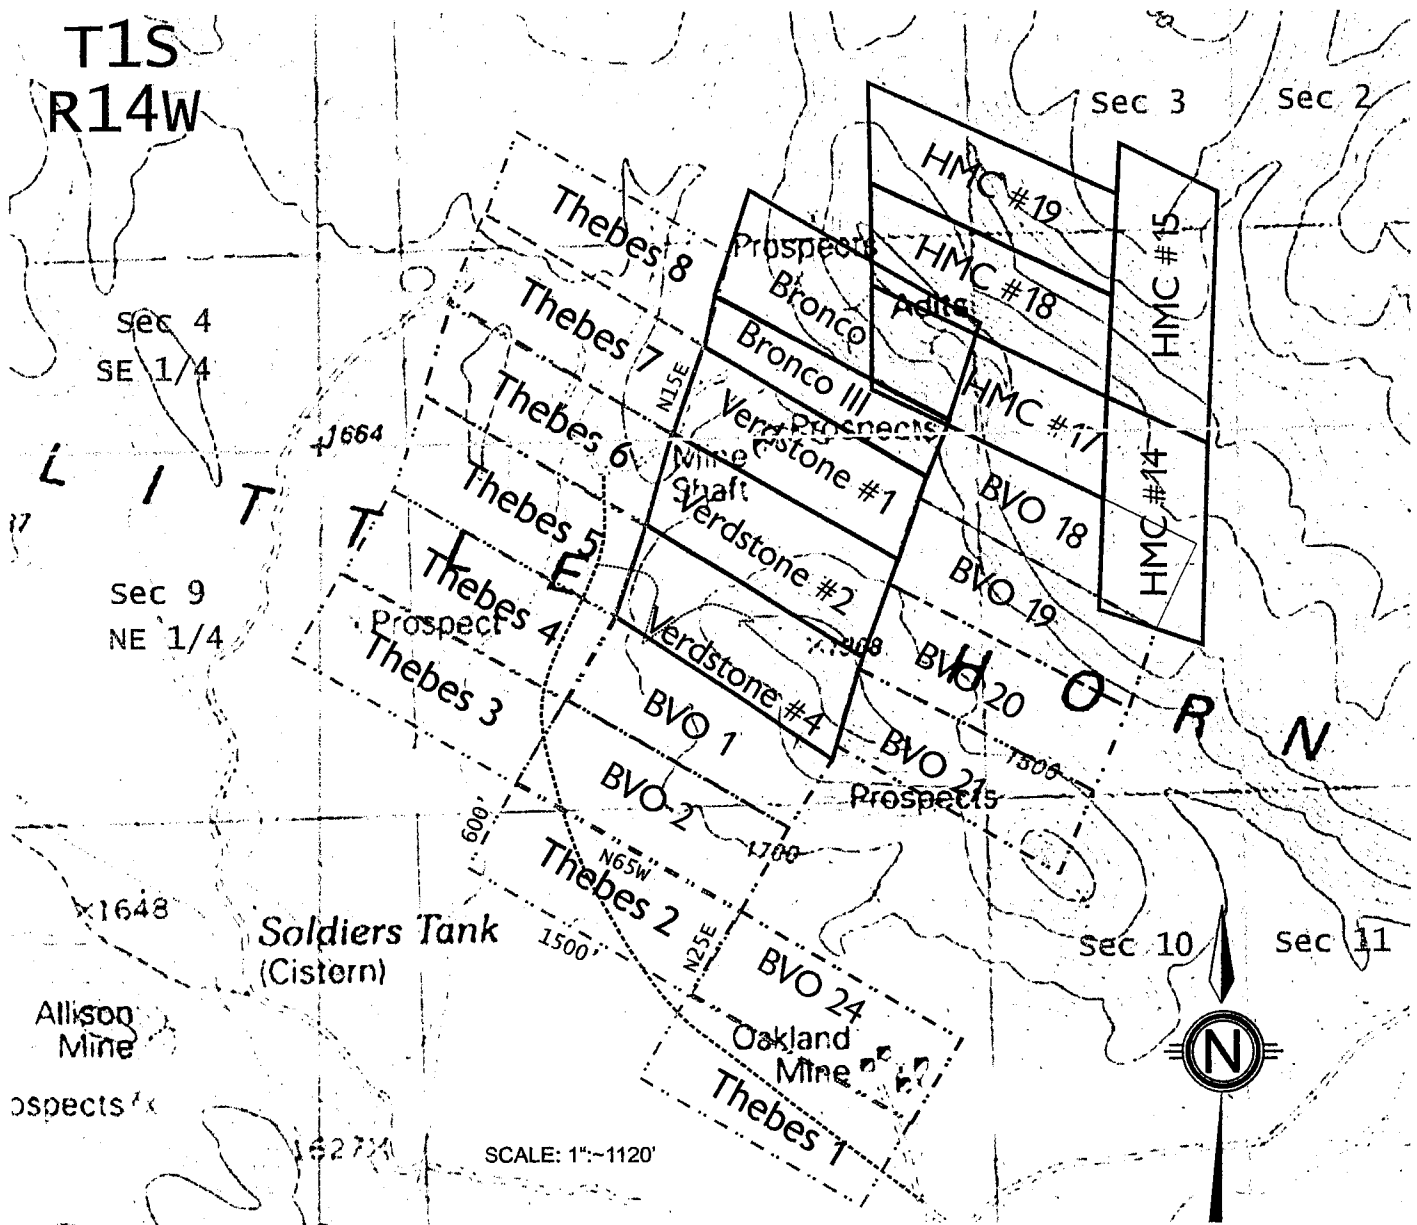 T1S
R14W
Sec 3
Sec 2
HMC #19
HMC #15
Thebes 8
Prospects
HMC #18
Bronco
Adits
Thebes 7
Sec 4
SE 1/4
Bronco III
N15E
HMC #17
Verdstone #1
Prospects
Thebes 6
1664
Mine
Shaft
HMC #14
BVO 18
Thebes 5
Verdstone #2
L I T T L E
BVO 19
Thebes 4
Sec 9
NE 1/4
Prospect
Thebes 3
Verdstone #4
1908
BVO 20
H O R N
BVO 1
BVO 21
1800
Prospects
BVO 2
600'
1700
N65W
Thebes 2
×1648
Soldiers Tank
(Cistern)
1500'
N25E
Sec 10
Sec 11
BVO 24
Allison
Mine
Oakland
Mine
N
ospects
Thebes 1
1627
SCALE: 1":~1120'